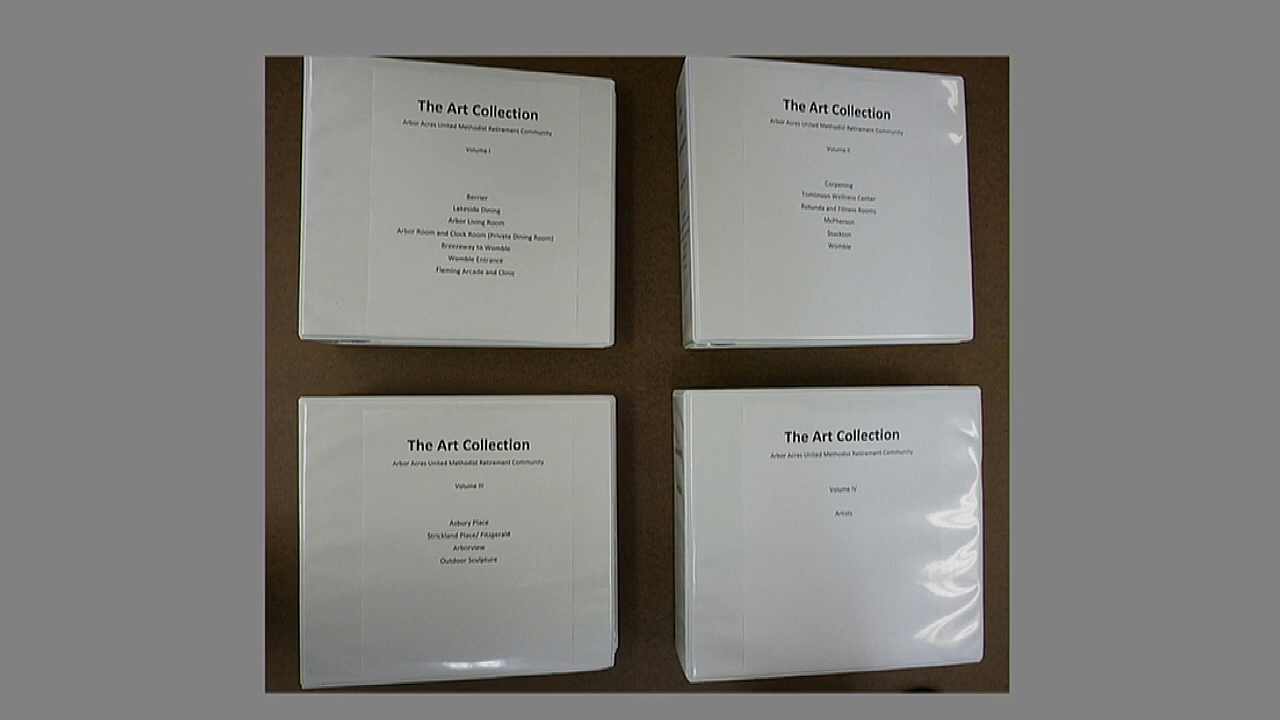 The Art Collection
Arbor Acres United Methodist Retirement Community
Volume I
Berrier
Lakeside Dining
Arbor Living Room
Arbor Room and Clock Room (Private Dining Room)
Breezeway to Womble
Womble Entrance
Fleming Arcade and Clinic
The Art Collection
Arbor Acres United Methodist Retirement Community
Volume II
Corpening
Tomlinson Wellness Center
Rotunda and Fitness Rooms
McPherson
Stockton
Womble
The Art Collection
Arbor Acres United Methodist Retirement Community
Volume III
Asbury Place
Strickland Place/ Fitzgerald
Arborview
Outdoor Sculpture
The Art Collection
Arbor Acres United Methodist Retirement Community
Volume IV
Artists